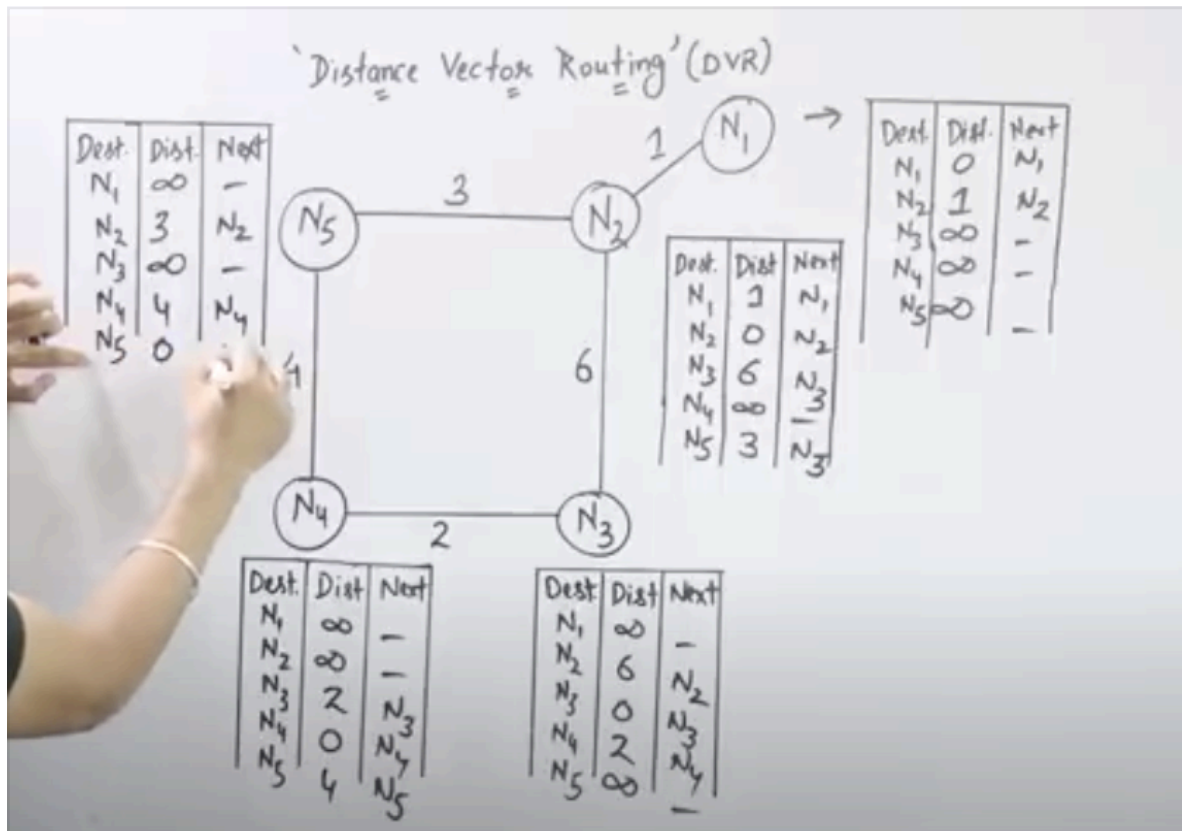 'Distance Vector Routing' (DVR)
Dest. Dist. Next
N1 ∞ –
N2 3 N2
N3 ∞ –
N4 4 N4
N5 0
N5
3
N2
1
N1
→
Dest. Dist. Next
N1 0 N1
N2 1 N2
N3 ∞ –
N4 ∞ –
N5 ∞ –
Dest. Dist Next
N1 1 N1
N2 0 N2
N3 6 N3
N4 ∞ –
N5 3 N3
4
6
N4
2
N3
Dest. Dist Next
N1 ∞ –
N2 ∞ –
N3 2 N3
N4 0 N4
N5 4 N5
Dest Dist Next
N1 ∞ –
N2 6 N2
N3 0 N3
N4 2 N4
N5 ∞ –